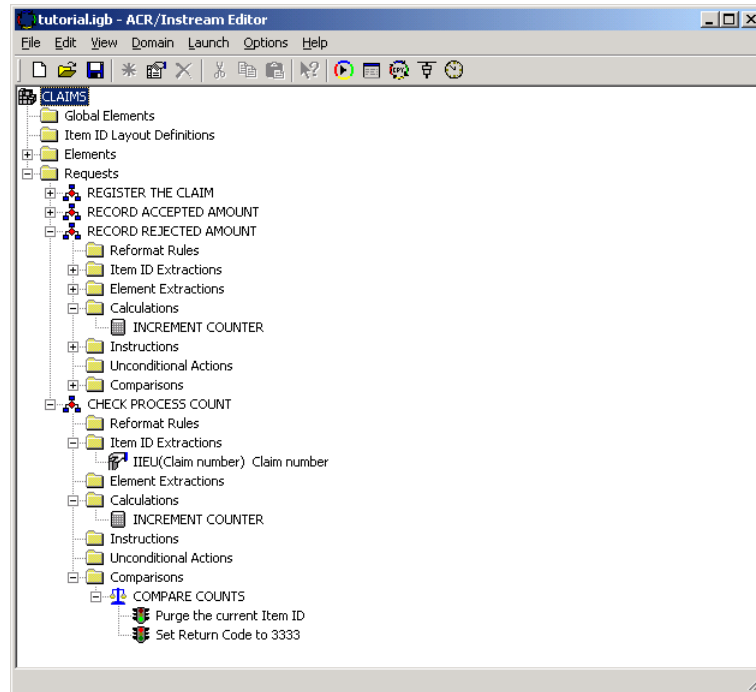 tutorial.igb - ACR/Instream Editor
File Edit View Domain Launch Options Help
CLAIMS
Global Elements
Item ID Layout Definitions
Elements
Requests
REGISTER THE CLAIM
RECORD ACCEPTED AMOUNT
RECORD REJECTED AMOUNT
Reformat Rules
Item ID Extractions
Element Extractions
Calculations
INCREMENT COUNTER
Instructions
Unconditional Actions
Comparisons
CHECK PROCESS COUNT
Reformat Rules
Item ID Extractions
IIEU(Claim number) Claim number
Element Extractions
Calculations
INCREMENT COUNTER
Instructions
Unconditional Actions
Comparisons
COMPARE COUNTS
Purge the current Item ID
Set Return Code to 3333